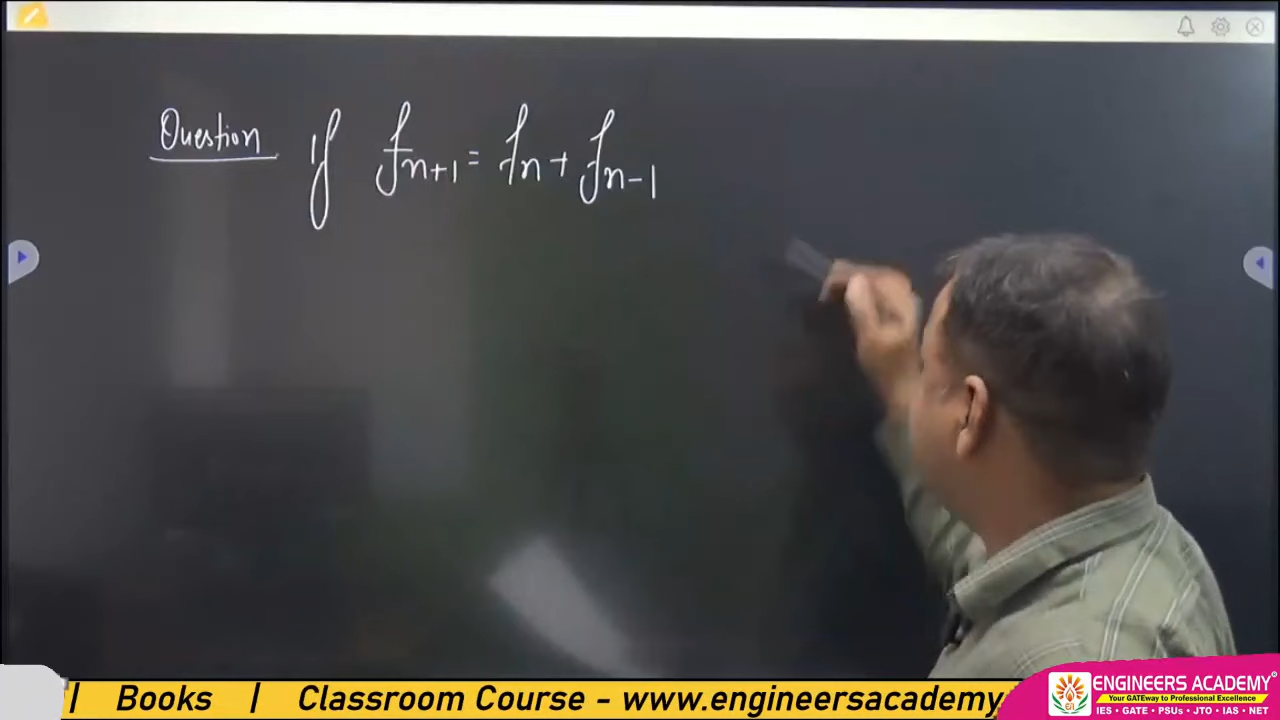 Question If fn+1 = fn + fn-1
| Books | Classroom Course - www.engineersacademy
ENGINEERS ACADEMY
Your GATEway to Professional Excellence
IES • GATE • PSUs • JTO • IAS • NET